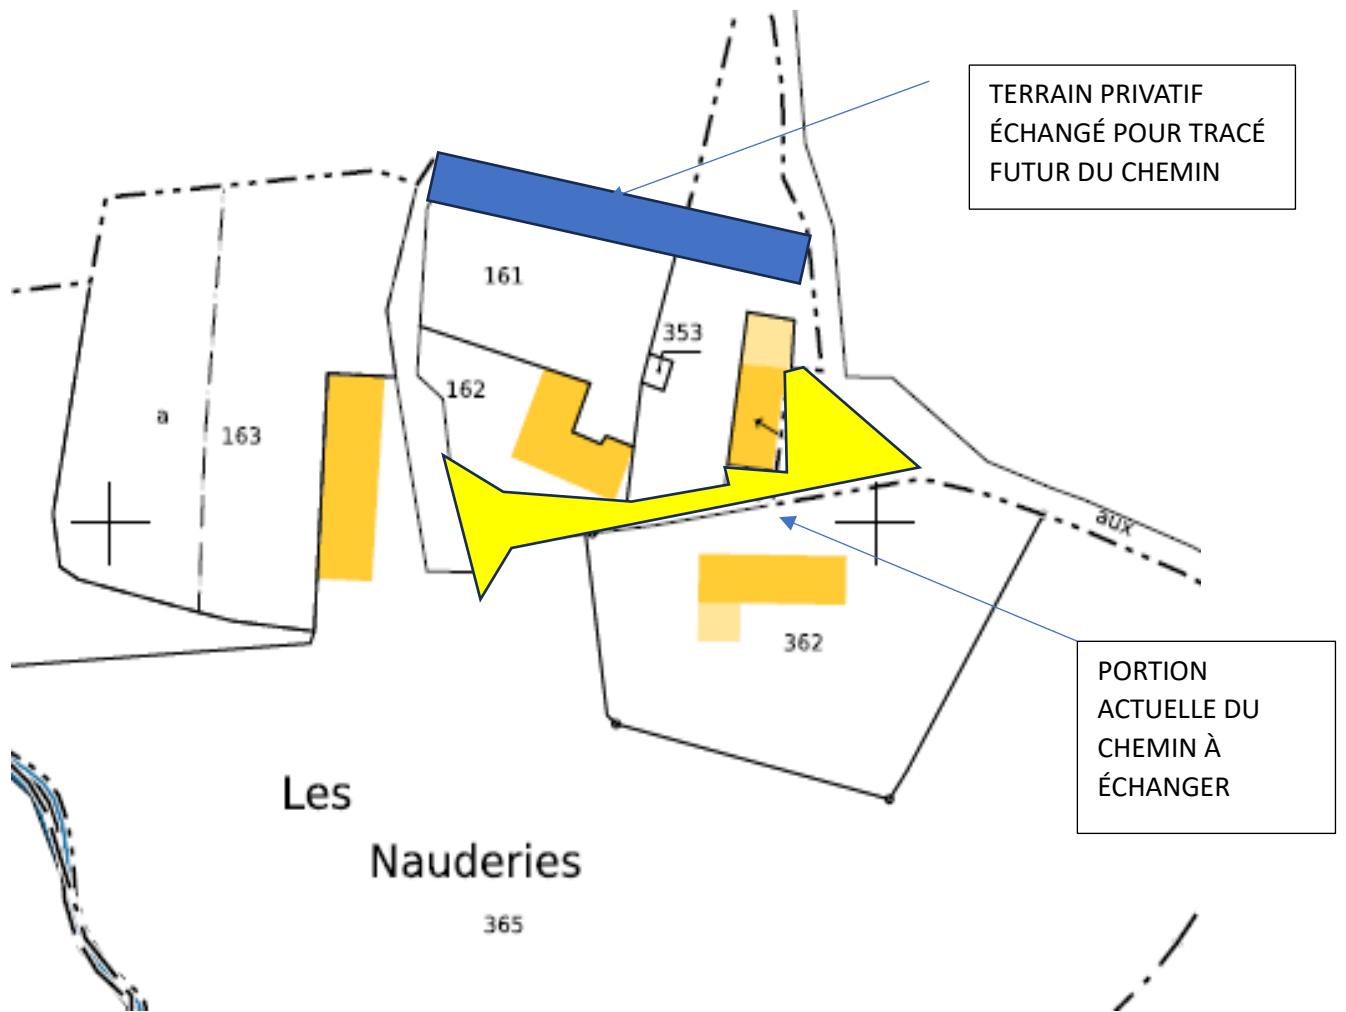 TERRAIN PRIVATIF
ÉCHANGÉ POUR TRACÉ
FUTUR DU CHEMIN
161
353
162
a
163
aux
362
PORTION
ACTUELLE DU
CHEMIN À
ÉCHANGER
Les
Nauderies
365